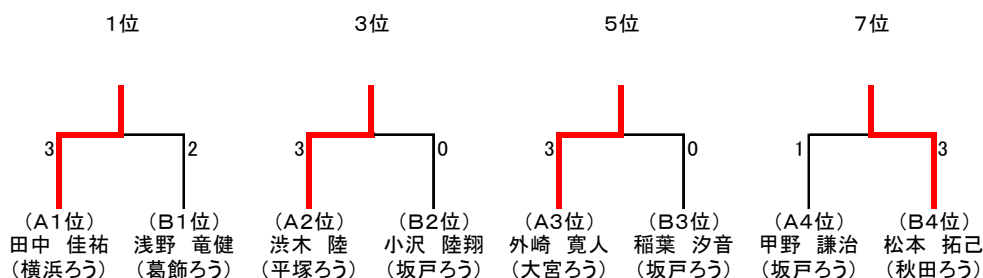 1位 3位 5位 7位
3 2 3 0 3 0 1 3
(A1位) (B1位) (A2位) (B2位) (A3位) (B3位) (A4位) (B4位)
田中 佳祐 浅野 竜健 渋木 陸 小沢 陸翔 外崎 寛人 稲葉 汐音 甲野 謙治 松本 拓己
(横浜ろう) (葛飾ろう) (平塚ろう) (坂戸ろう) (大宮ろう) (坂戸ろう) (坂戸ろう) (秋田ろう)